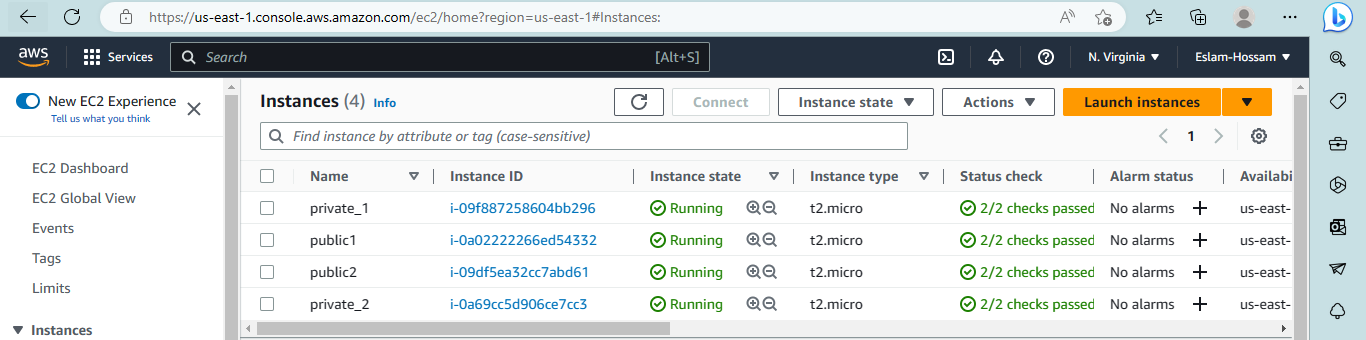 https://us-east-1.console.aws.amazon.com/ec2/home?region=us-east-1#Instances:
aws Services Search [Alt+S] N. Virginia Eslam-Hossam
New EC2 Experience
Tell us what you think
EC2 Dashboard
EC2 Global View
Events
Tags
Limits
Instances
Instances (4) Info Connect Instance state Actions Launch instances
Find instance by attribute or tag (case-sensitive) 1
Name Instance ID Instance state Instance type Status check Alarm status Availabi
private_1 i-09f887258604bb296 Running t2.micro 2/2 checks passed No alarms us-east-
public1 i-0a02222266ed54332 Running t2.micro 2/2 checks passed No alarms us-east-
public2 i-09df5ea32cc7abd61 Running t2.micro 2/2 checks passed No alarms us-east-
private_2 i-0a69cc5d906ce7cc3 Running t2.micro 2/2 checks passed No alarms us-east-